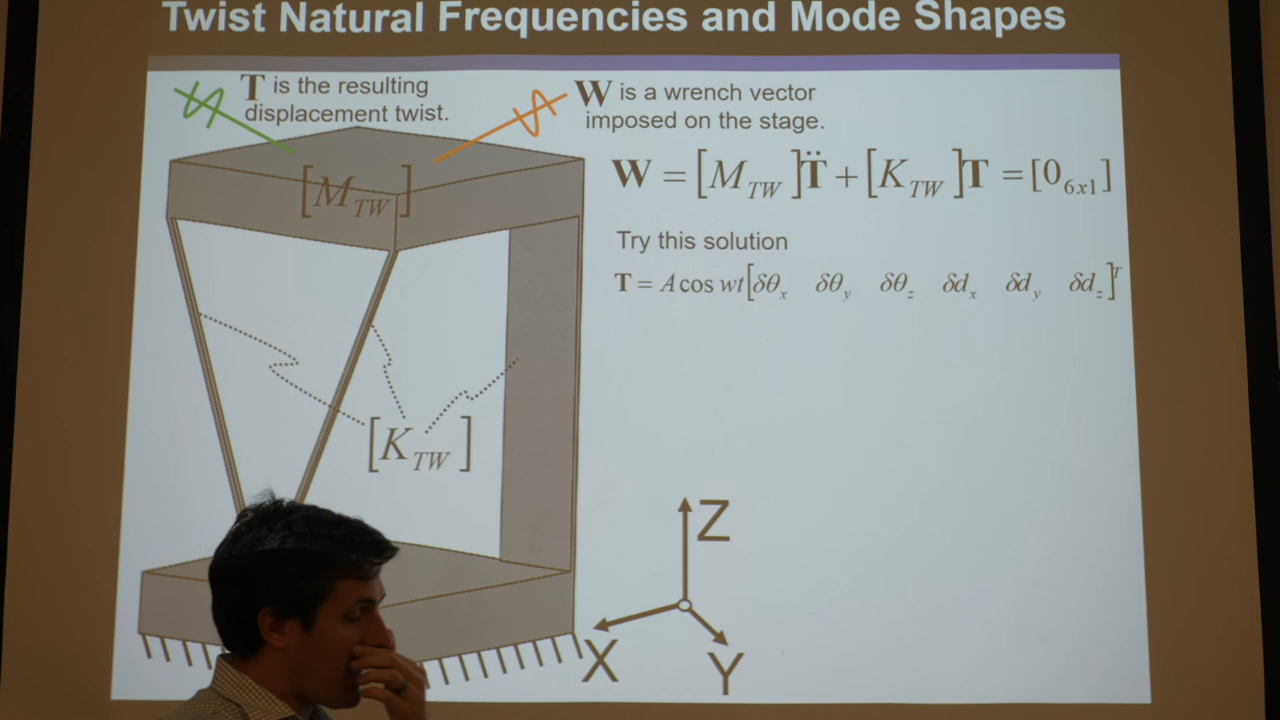 Twist Natural Frequencies and Mode Shapes
T is the resulting
displacement twist.
W is a wrench vector
imposed on the stage.
[M_TW]
W = [M_TW]T̈ + [K_TW]T = [0_6x1]
Try this solution
T = A cos wt[δθ_x δθ_y δθ_z δd_x δd_y δd_z]^T
[K_TW]
Z
X
Y